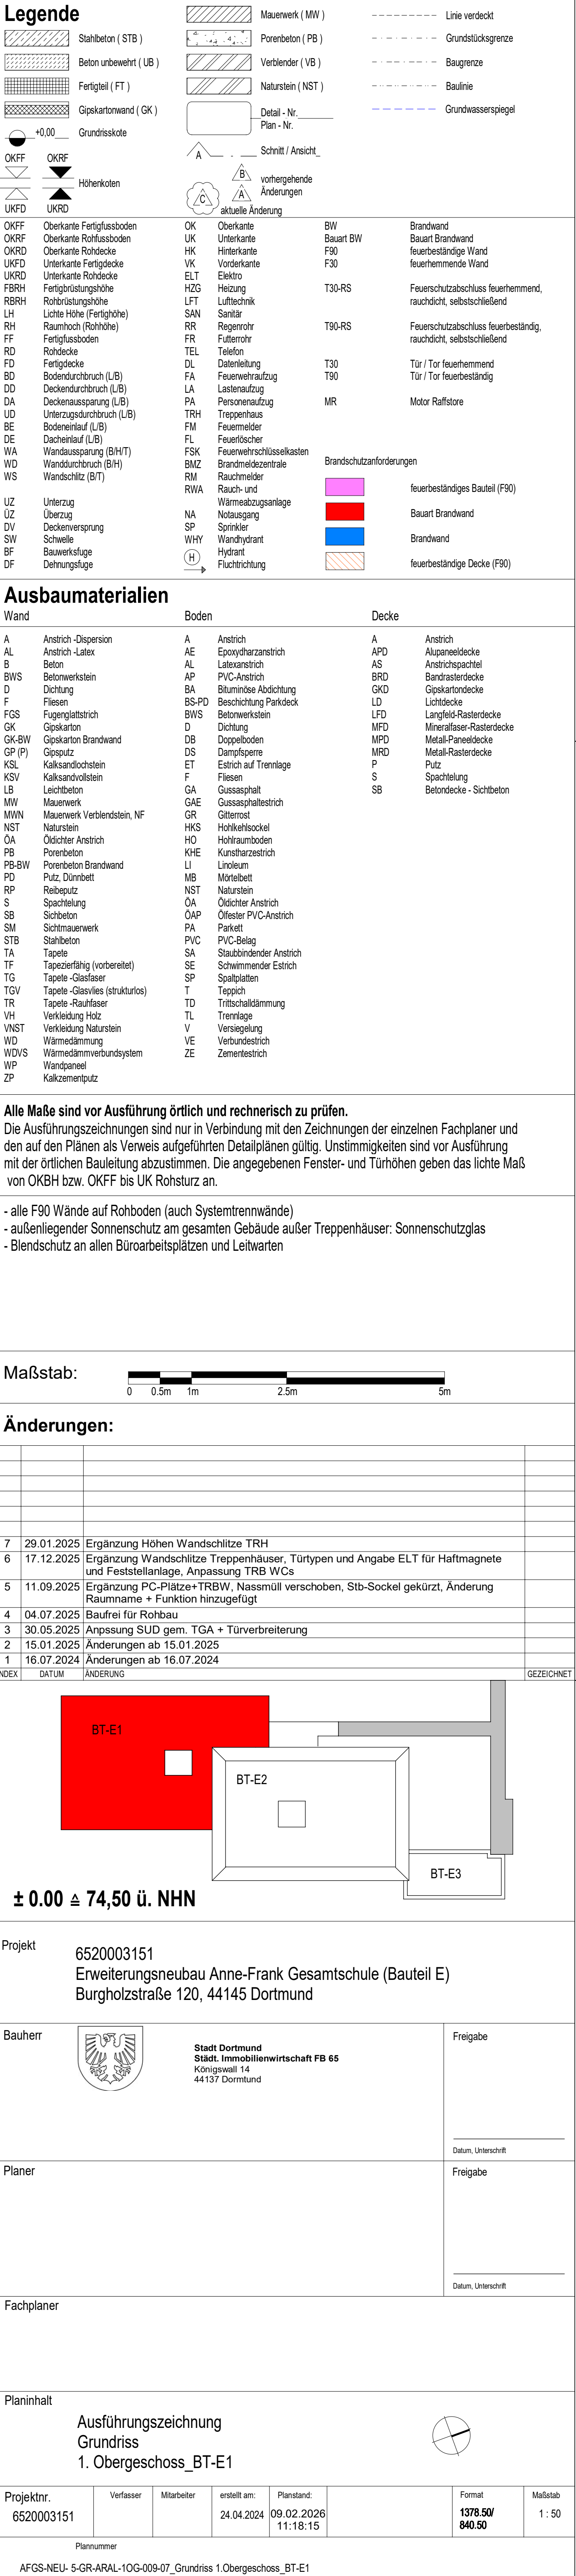 Legende
Stahlbeton ( STB )
Beton unbewehrt ( UB )
Fertigteil ( FT )
Gipskartonwand ( GK )
+0,00
Grundrisskote
OKFF OKRF
Höhenkoten
UKFD UKRD
Mauerwerk ( MW )
Porenbeton ( PB )
Verblender ( VB )
Naturstein ( NST )
Detail - Nr.
Plan - Nr.
A
Schnitt / Ansicht_
B
A
vorhergehende
Änderungen
C
aktuelle Änderung
Linie verdeckt
Grundstücksgrenze
Baugrenze
Baulinie
Grundwasserspiegel
OKFF Oberkante Fertigfussboden
OKRF Oberkante Rohfussboden
OKRD Oberkante Rohdecke
UKFD Unterkante Fertigdecke
UKRD Unterkante Rohdecke
FBRH Fertigbrüstungshöhe
RBRH Rohbrüstungshöhe
LH Lichte Höhe (Fertighöhe)
RH Raumhoch (Rohhöhe)
FF Fertigfussboden
RD Rohdecke
FD Fertigdecke
BD Bodendurchbruch (L/B)
DD Deckendurchbruch (L/B)
DA Deckenaussparung (L/B)
UD Unterzugsdurchbruch (L/B)
BE Bodeneinlauf (L/B)
DE Dacheinlauf (L/B)
WA Wandaussparung (B/H/T)
WD Wanddurchbruch (B/H)
WS Wandschlitz (B/T)
UZ Unterzug
ÜZ Überzug
DV Deckenversprung
SW Schwelle
BF Bauwerksfuge
DF Dehnungsfuge
OK Oberkante
UK Unterkante
HK Hinterkante
VK Vorderkante
ELT Elektro
HZG Heizung
LFT Lufttechnik
SAN Sanitär
RR Regenrohr
FR Futterrohr
TEL Telefon
DL Datenleitung
FA Feuerwehraufzug
LA Lastenaufzug
PA Personenaufzug
TRH Treppenhaus
FM Feuermelder
FL Feuerlöscher
FSK Feuerwehrschlüsselkasten
BMZ Brandmeldezentrale
RM Rauchmelder
RWA Rauch- und
Wärmeabzugsanlage
NA Notausgang
SP Sprinkler
WHY Wandhydrant
H Hydrant
Fluchtrichtung
BW Brandwand
Bauart BW Bauart Brandwand
F90 feuerbeständige Wand
F30 feuerhemmende Wand
T30-RS Feuerschutzabschluss feuerhemmend,
rauchdicht, selbstschließend
T90-RS Feuerschutzabschluss feuerbeständig,
rauchdicht, selbstschließend
T30 Tür / Tor feuerhemmend
T90 Tür / Tor feuerbeständig
MR Motor Raffstore
Brandschutzanforderungen
feuerbeständiges Bauteil (F90)
Bauart Brandwand
Brandwand
feuerbeständige Decke (F90)
Ausbaumaterialien
Wand
A Anstrich -Dispersion
AL Anstrich -Latex
B Beton
BWS Betonwerkstein
D Dichtung
F Fliesen
FGS Fugenglattstrich
GK Gipskarton
GK-BW Gipskarton Brandwand
GP (P) Gipsputz
KSL Kalksandlochstein
KSV Kalksandvollstein
LB Leichtbeton
MW Mauerwerk
MWN Mauerwerk Verblendstein, NF
NST Naturstein
ÖA Öldichter Anstrich
PB Porenbeton
PB-BW Porenbeton Brandwand
PD Putz, Dünnbett
RP Reibeputz
S Spachtelung
SB Sichbeton
SM Sichtmauerwerk
STB Stahlbeton
TA Tapete
TF Tapezierfähig (vorbereitet)
TG Tapete -Glasfaser
TGV Tapete -Glasvlies (strukturlos)
TR Tapete -Rauhfaser
VH Verkleidung Holz
VNST Verkleidung Naturstein
WD Wärmedämmung
WDVS Wärmedämmverbundsystem
WP Wandpaneel
ZP Kalkzementputz
Boden
A Anstrich
AE Epoxydharzanstrich
AL Latexanstrich
AP PVC-Anstrich
BA Bituminöse Abdichtung
BS-PD Beschichtung Parkdeck
BWS Betonwerkstein
D Dichtung
DB Doppelboden
DS Dampfsperre
ET Estrich auf Trennlage
F Fliesen
GA Gussasphalt
GAE Gussasphaltestrich
GR Gitterrost
HKS Hohlkehlsockel
HO Hohlraumboden
KHE Kunstharzestrich
LI Linoleum
MB Mörtelbett
NST Naturstein
ÖA Öldichter Anstrich
ÖAP Ölfester PVC-Anstrich
PA Parkett
PVC PVC-Belag
SA Staubbindender Anstrich
SE Schwimmender Estrich
SP Spaltplatten
T Teppich
TD Trittschalldämmung
TL Trennlage
V Versiegelung
VE Verbundestrich
ZE Zementestrich
Decke
A Anstrich
APD Alupaneeldecke
AS Anstrichspachtel
BRD Bandrasterdecke
GKD Gipskartondecke
LD Lichtdecke
LFD Langfeld-Rasterdecke
MFD Mineralfaser-Rasterdecke
MPD Metall-Paneeldecke
MRD Metall-Rasterdecke
P Putz
S Spachtelung
SB Betondecke - Sichtbeton
Alle Maße sind vor Ausführung örtlich und rechnerisch zu prüfen.
Die Ausführungszeichnungen sind nur in Verbindung mit den Zeichnungen der einzelnen Fachplaner und
den auf den Plänen als Verweis aufgeführten Detailplänen gültig. Unstimmigkeiten sind vor Ausführung
mit der örtlichen Bauleitung abzustimmen. Die angegebenen Fenster- und Türhöhen geben das lichte Maß
von OKBH bzw. OKFF bis UK Rohsturz an.
- alle F90 Wände auf Rohboden (auch Systemtrennwände)
- außenliegender Sonnenschutz am gesamten Gebäude außer Treppenhäuser: Sonnenschutzglas
- Blendschutz an allen Büroarbeitsplätzen und Leitwarten
Maßstab:
0 0.5m 1m 2.5m 5m
Änderungen:
7 29.01.2025 Ergänzung Höhen Wandschlitze TRH
6 17.12.2025 Ergänzung Wandschlitze Treppenhäuser, Türtypen und Angabe ELT für Haftmagnete
und Feststellanlage, Anpassung TRB WCs
5 11.09.2025 Ergänzung PC-Plätze+TRBW, Nassmüll verschoben, Stb-Sockel gekürzt, Änderung
Raumname + Funktion hinzugefügt
4 04.07.2025 Baufrei für Rohbau
3 30.05.2025 Anpssung SUD gem. TGA + Türverbreiterung
2 15.01.2025 Änderungen ab 15.01.2025
1 16.07.2024 Änderungen ab 16.07.2024
NDEX DATUM ÄNDERUNG GEZEICHNET
BT-E1
BT-E2
BT-E3
± 0.00 ≙ 74,50 ü. NHN
Projekt
6520003151
Erweiterungsneubau Anne-Frank Gesamtschule (Bauteil E)
Burgholzstraße 120, 44145 Dortmund
Bauherr
Stadt Dortmund
Städt. Immobilienwirtschaft FB 65
Königswall 14
44137 Dormtund
Freigabe
Datum, Unterschrift
Planer
Freigabe
Datum, Unterschrift
Fachplaner
Planinhalt
Ausführungszeichnung
Grundriss
1. Obergeschoss_BT-E1
Projektnr. Verfasser Mitarbeiter erstellt am: Planstand: Format Maßstab
6520003151 24.04.2024 09.02.2026 1378.50/ 1 : 50
11:18:15 840.50
Plannummer
AFGS-NEU- 5-GR-ARAL-1OG-009-07_Grundriss 1.Obergeschoss_BT-E1